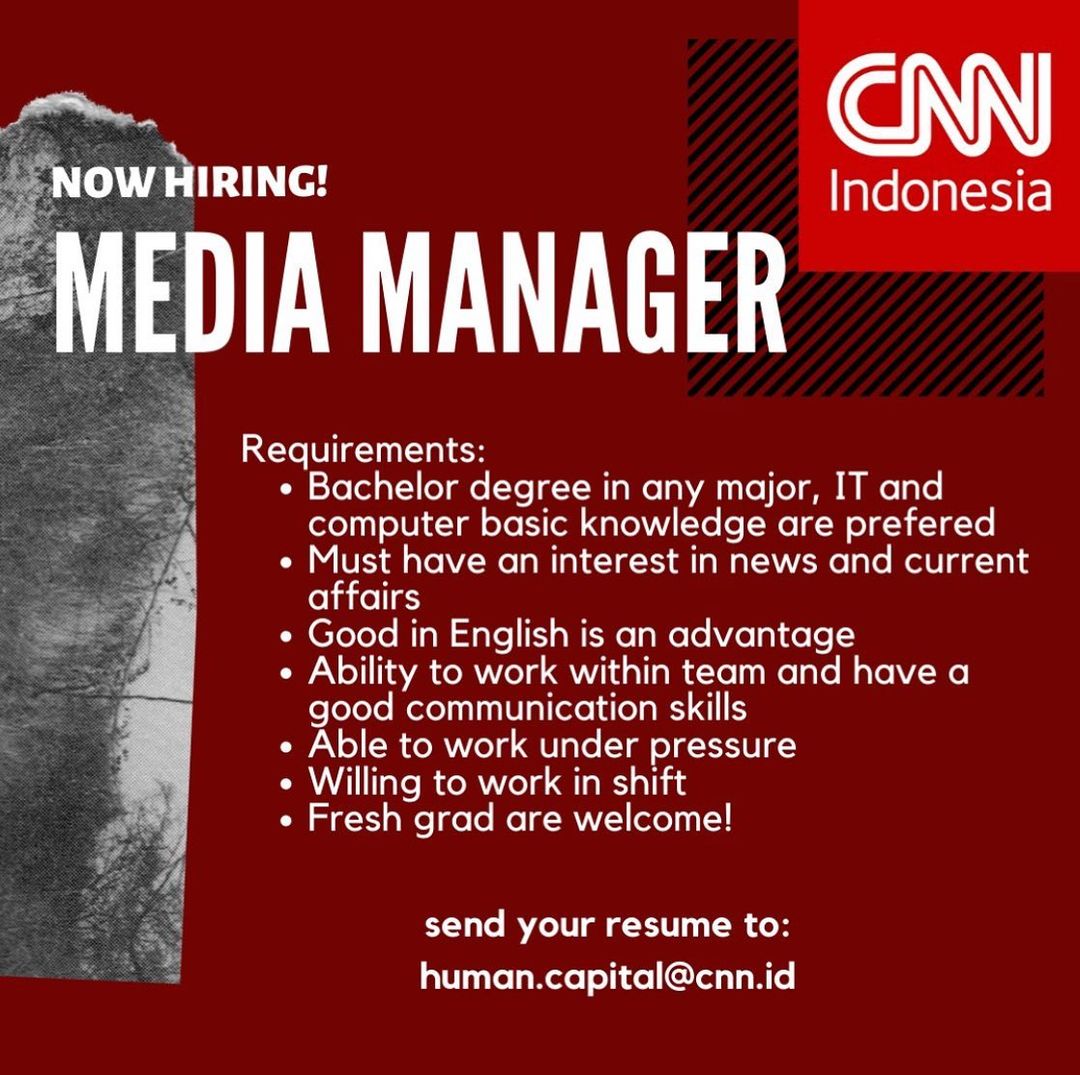 CNN
Indonesia
NOW HIRING!
MEDIA MANAGER
Requirements:
• Bachelor degree in any major, IT and
computer basic knowledge are prefered
• Must have an interest in news and current
affairs
• Good in English is an advantage
• Ability to work within team and have a
good communication skills
• Able to work under pressure
• Willing to work in shift
• Fresh grad are welcome!
send your resume to:
human.capital@cnn.id